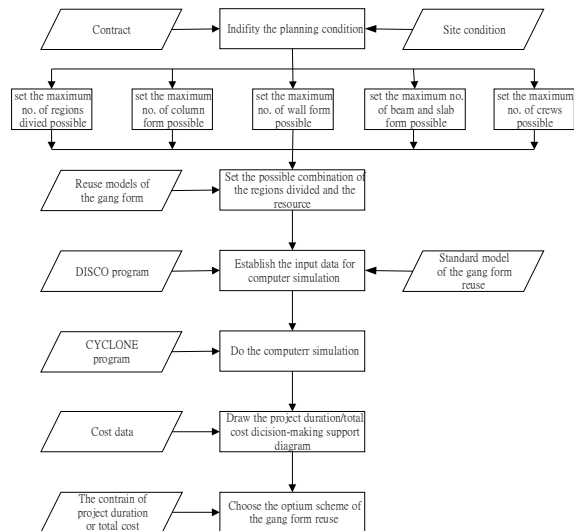 Contract
Indifity the planning condition
Site condition
set the maximum
no. of regions
divied possible
set the maximum
no. of column
form possible
set the maximum
no. of wall form
possible
set the maximum no.
of beam and slab
form possible
set the maximum
no. of crews
possible
Reuse models of
the gang form
Set the possible combination of
the regions divided and the
resource
DISCO program
Establish the input data for
computer simulation
Standard model
of the gang form
reuse
CYCLONE
program
Do the computerr simulation
Cost data
Draw the project duration/total
cost dicision-making support
diagram
The contrain of
project duration
or total cost
Choose the optium scheme of
the gang form reuse